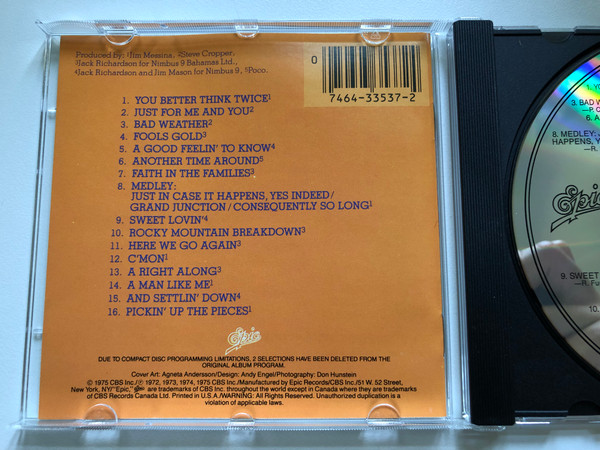 Produced by: ¹Jim Messina, ²Steve Cropper,
³Jack Richardson for Nimbus 9 Bahamas Ltd.,
⁴Jack Richardson and Jim Mason for Nimbus 9, ⁵Poco.
0
7464-33537-2
1. YOU BETTER THINK TWICE¹
2. JUST FOR ME AND YOU²
3. BAD WEATHER²
4. FOOLS GOLD³
5. A GOOD FEELIN' TO KNOW⁴
6. ANOTHER TIME AROUND⁵
7. FAITH IN THE FAMILIES³
8. MEDLEY:
JUST IN CASE IT HAPPENS, YES INDEED/
GRAND JUNCTION/CONSEQUENTLY SO LONG¹
9. SWEET LOVIN'⁴
10. ROCKY MOUNTAIN BREAKDOWN³
11. HERE WE GO AGAIN³
12. C'MON¹
13. A RIGHT ALONG³
14. A MAN LIKE ME¹
15. AND SETTLIN' DOWN⁴
16. PICKIN' UP THE PIECES¹
Epic
DUE TO COMPACT DISC PROGRAMMING LIMITATIONS, 2 SELECTIONS HAVE BEEN DELETED FROM THE
ORIGINAL ALBUM PROGRAM.
Cover Art: Agneta Andersson/Design: Andy Engel/Photography: Don Hunstein
© 1975 CBS Inc./℗ 1972, 1973, 1974, 1975 CBS Inc./Manufactured by Epic Records/CBS Inc./51 W. 52 Street,
New York, NY/"Epic," Epic are trademarks of CBS Inc. throughout the world except in Canada where they are trademarks
of CBS Records Canada Ltd. Printed in U.S.A./WARNING: All Rights Reserved. Unauthorized duplication is a
violation of applicable laws.
1. YO
3. BAD W
—P. C
6. A
8. MEDLEY: J
HAPPENS, Y
—R.
Epic
9. SWEET
—R. Fu
10.